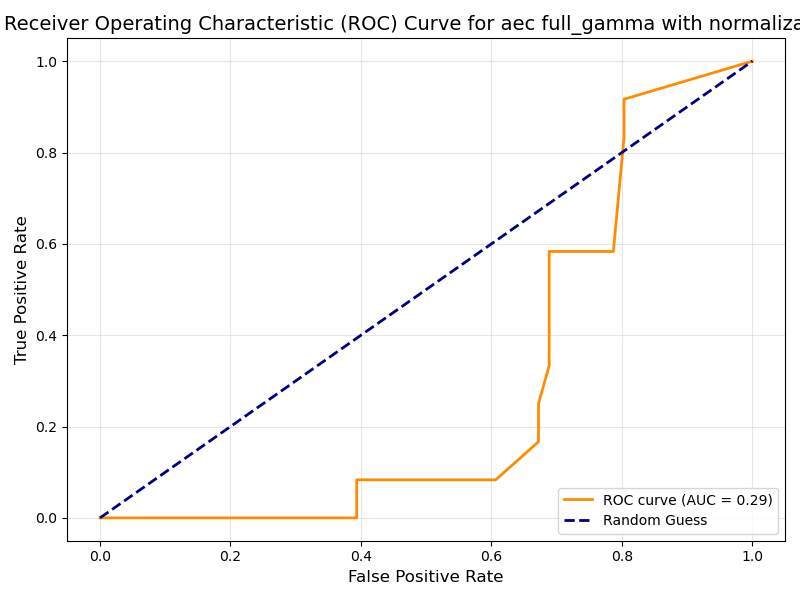 Receiver Operating Characteristic (ROC) Curve for aec full_gamma with normaliza
1.0
0.8
0.6
0.4
0.2
0.0
True Positive Rate
0.0 0.2 0.4 0.6 0.8 1.0
False Positive Rate
ROC curve (AUC = 0.29)
Random Guess